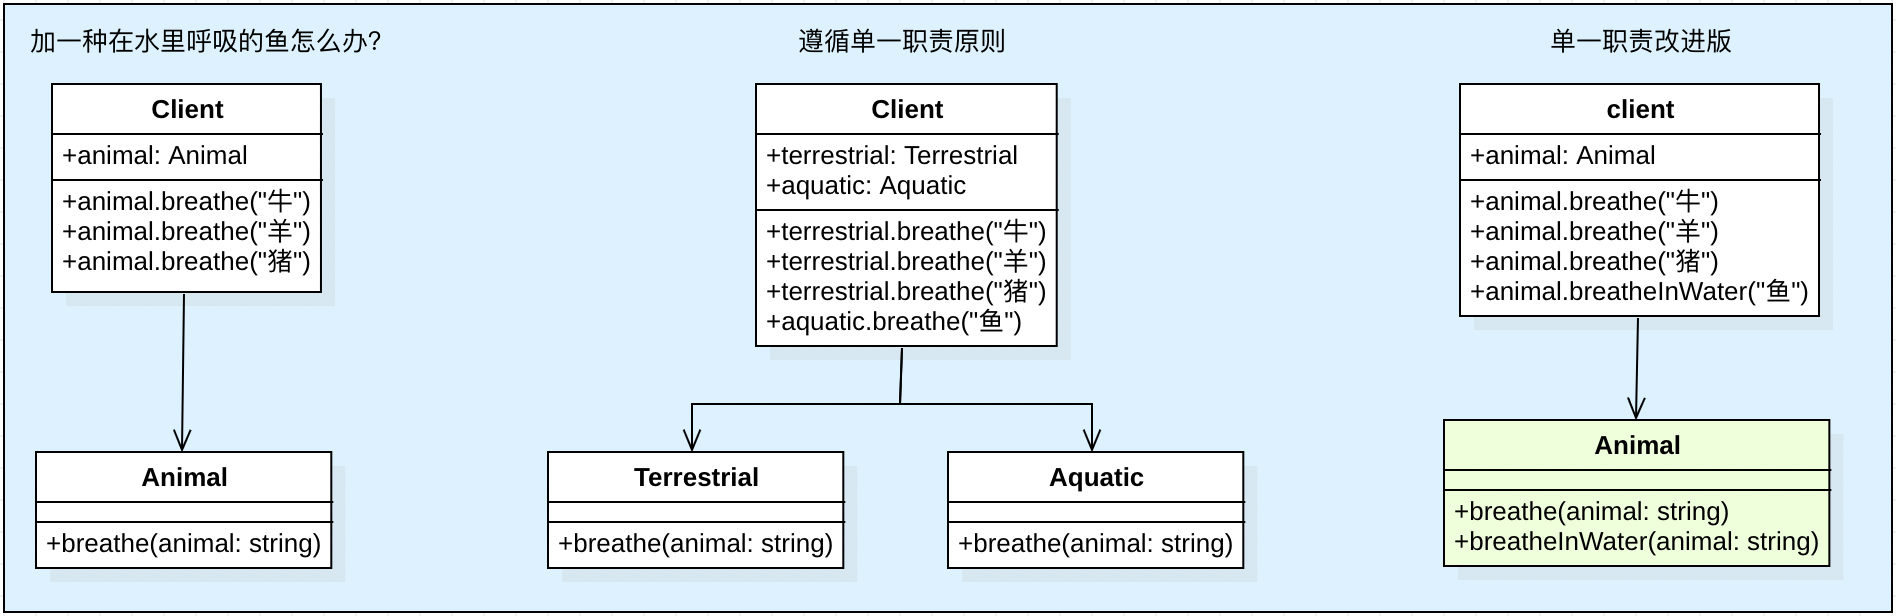 加一种在水里呼吸的鱼怎么办?
Client
+animal: Animal
+animal.breathe("牛")
+animal.breathe("羊")
+animal.breathe("猪")
Animal
+breathe(animal: string)
遵循单一职责原则
Client
+terrestrial: Terrestrial
+aquatic: Aquatic
+terrestrial.breathe("牛")
+terrestrial.breathe("羊")
+terrestrial.breathe("猪")
+aquatic.breathe("鱼")
Terrestrial
+breathe(animal: string)
Aquatic
+breathe(animal: string)
单一职责改进版
client
+animal: Animal
+animal.breathe("牛")
+animal.breathe("羊")
+animal.breathe("猪")
+animal.breatheInWater("鱼")
Animal
+breathe(animal: string)
+breatheInWater(animal: string)